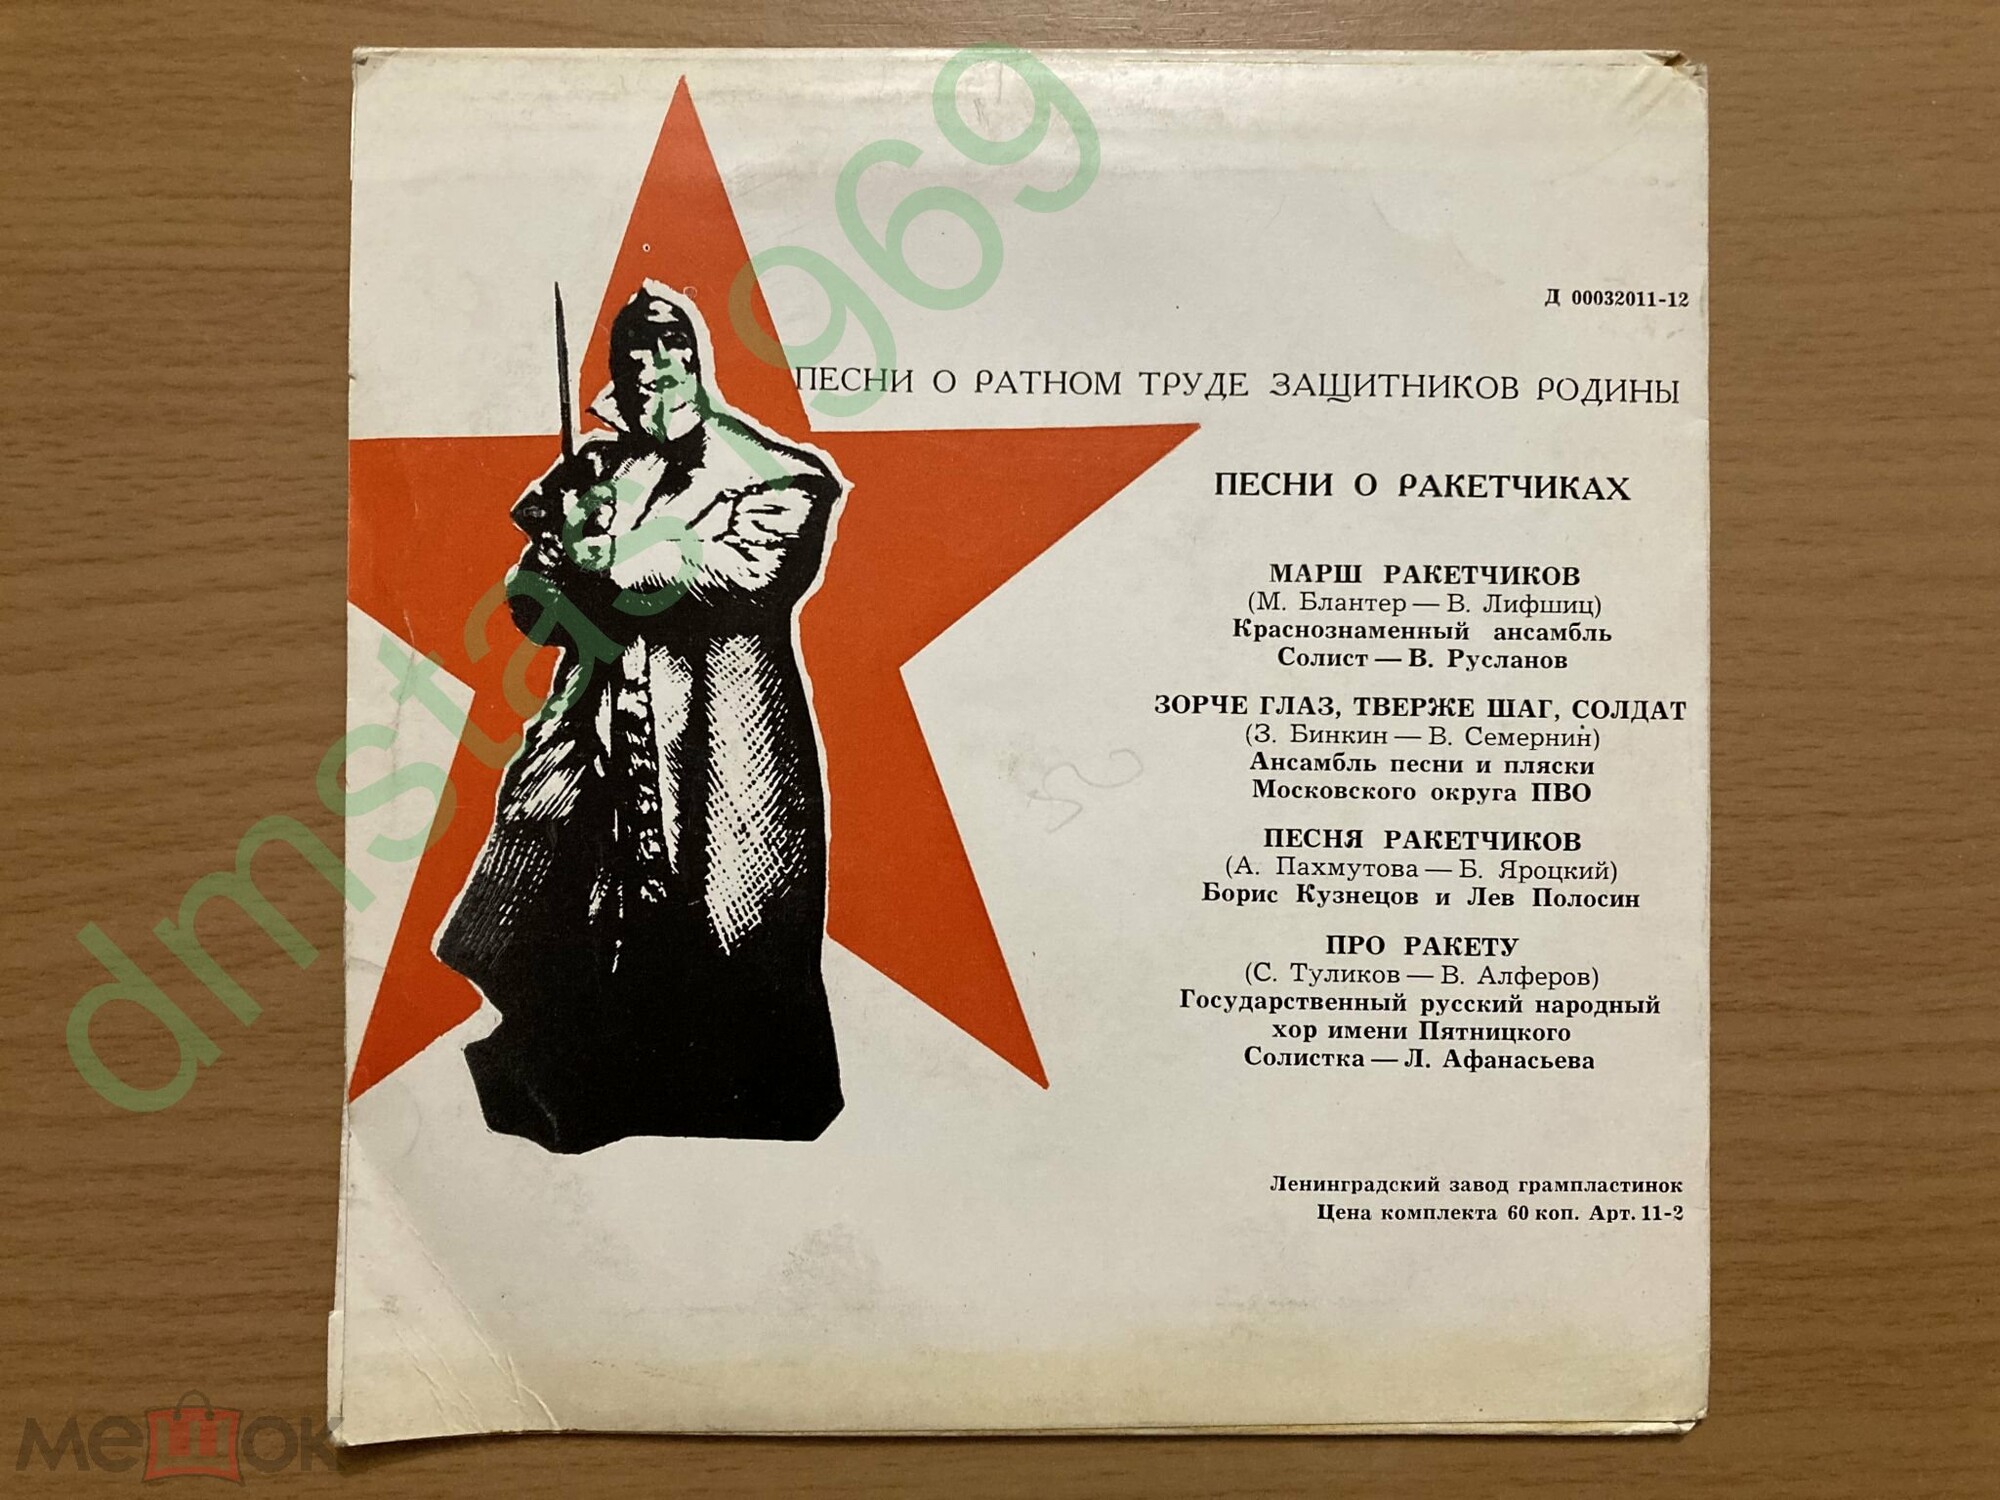 Д 00032011-12
ПЕСНИ О РАТНОМ ТРУДЕ ЗАЩИТНИКОВ РОДИНЫ
ПЕСНИ О РАКЕТЧИКАХ
МАРШ РАКЕТЧИКОВ
(М. Блантер — В. Лифшиц)
Краснознаменный ансамбль
Солист — В. Русланов
ЗОРЧЕ ГЛАЗ, ТВЕРЖЕ ШАГ, СОЛДАТ
(З. Бинкин — В. Семернин)
Ансамбль песни и пляски
Московского округа ПВО
ПЕСНЯ РАКЕТЧИКОВ
(А. Пахмутова — Б. Яроцкий)
Борис Кузнецов и Лев Полосин
ПРО РАКЕТУ
(С. Туликов — В. Алферов)
Государственный русский народный
хор имени Пятницкого
Солистка — Л. Афанасьева
Ленинградский завод грампластинок
Цена комплекта 60 коп. Арт. 11-2
dmstas1969
мешок